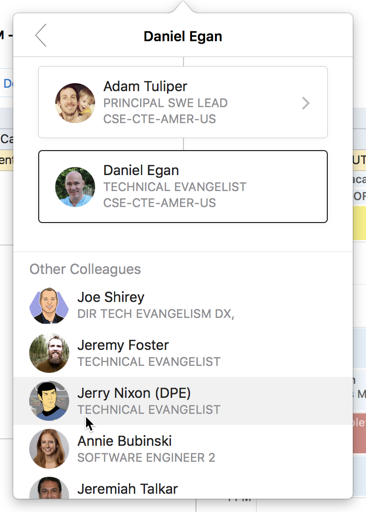 Daniel Egan
Adam Tuliper
PRINCIPAL SWE LEAD
CSE-CTE-AMER-US
Daniel Egan
TECHNICAL EVANGELIST
CSE-CTE-AMER-US
Other Colleagues
Joe Shirey
DIR TECH EVANGELISM DX,
Jeremy Foster
TECHNICAL EVANGELIST
Jerry Nixon (DPE)
TECHNICAL EVANGELIST
Annie Bubinski
SOFTWARE ENGINEER 2
Jeremiah Talkar